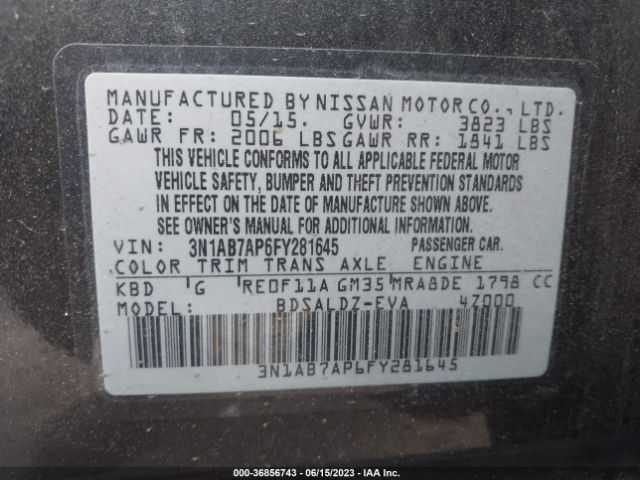 MANUFACTURED BY NISSAN MOTOR CO., LTD.
DATE: 05/15. GVWR: 3823 LBS
GAWR FR: 2006 LBS GAWR RR: 1841 LBS
THIS VEHICLE CONFORMS TO ALL APPLICABLE FEDERAL MOTOR
VEHICLE SAFETY, BUMPER AND THEFT PREVENTION STANDARDS
IN EFFECT ON THE DATE OF MANUFACTURE SHOWN ABOVE.
SEE OWNER'S MANUAL FOR ADDITIONAL INFORMATION.
VIN: 3N1AB7AP6FY281645 PASSENGER CAR.
COLOR TRIM TRANS AXLE ENGINE
KBD G RE0F11A GM35 MRA8DE 1798 CC
MODEL: BDSALDZ-EVA 4Z000
3N1AB7AP6FY281645
000-36856743 / 06/15/2023 - IAA Inc.